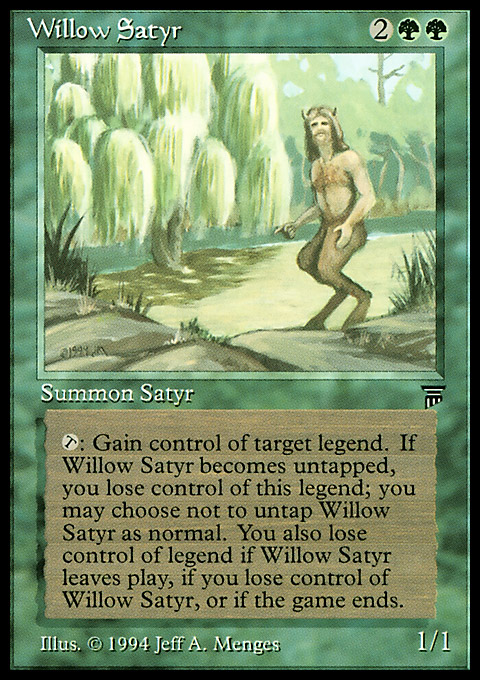 Willow Satyr 2
Summon Satyr
T: Gain control of target legend. If
Willow Satyr becomes untapped,
you lose control of this legend; you
may choose not to untap Willow
Satyr as normal. You also lose
control of legend if Willow Satyr
leaves play, if you lose control of
Willow Satyr, or if the game ends.
Illus. © 1994 Jeff A. Menges 1/1